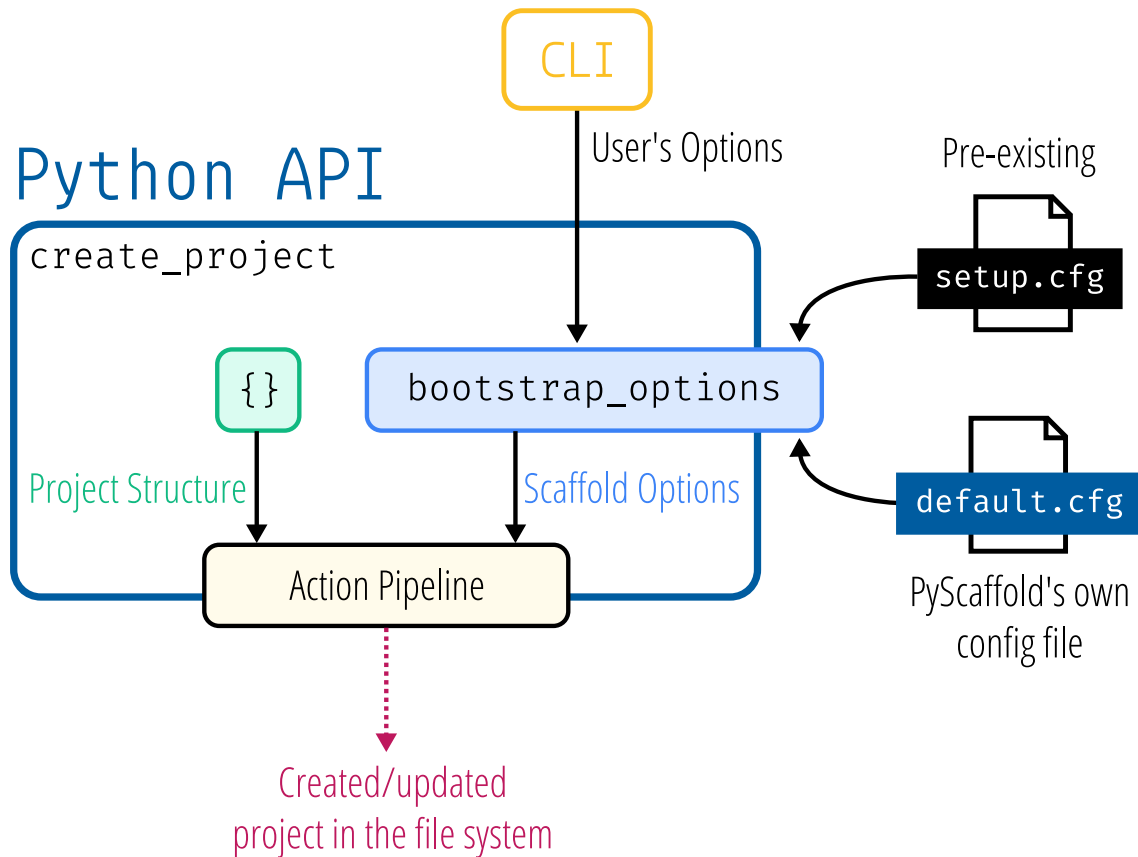 CLI
User's Options
Python API
Pre-existing
create_project
setup.cfg
{}
bootstrap_options
Project Structure
Scaffold Options
default.cfg
Action Pipeline
PyScaffold's own
config file
Created/updated
project in the file system